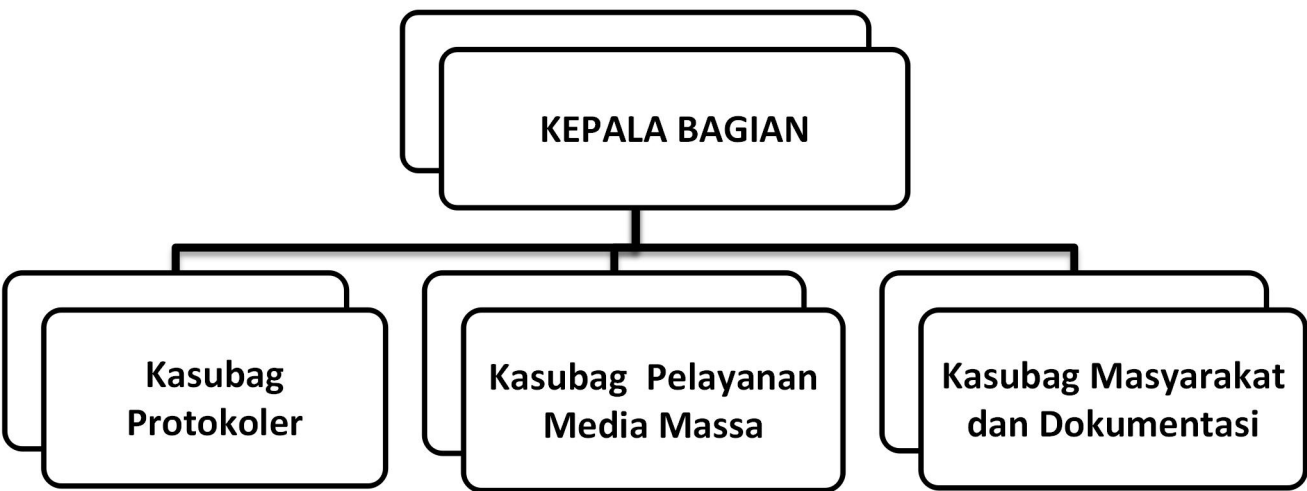 KEPALA BAGIAN
Kasubag
Protokoler
Kasubag  Pelayanan
Media Massa
Kasubag Masyarakat
dan Dokumentasi